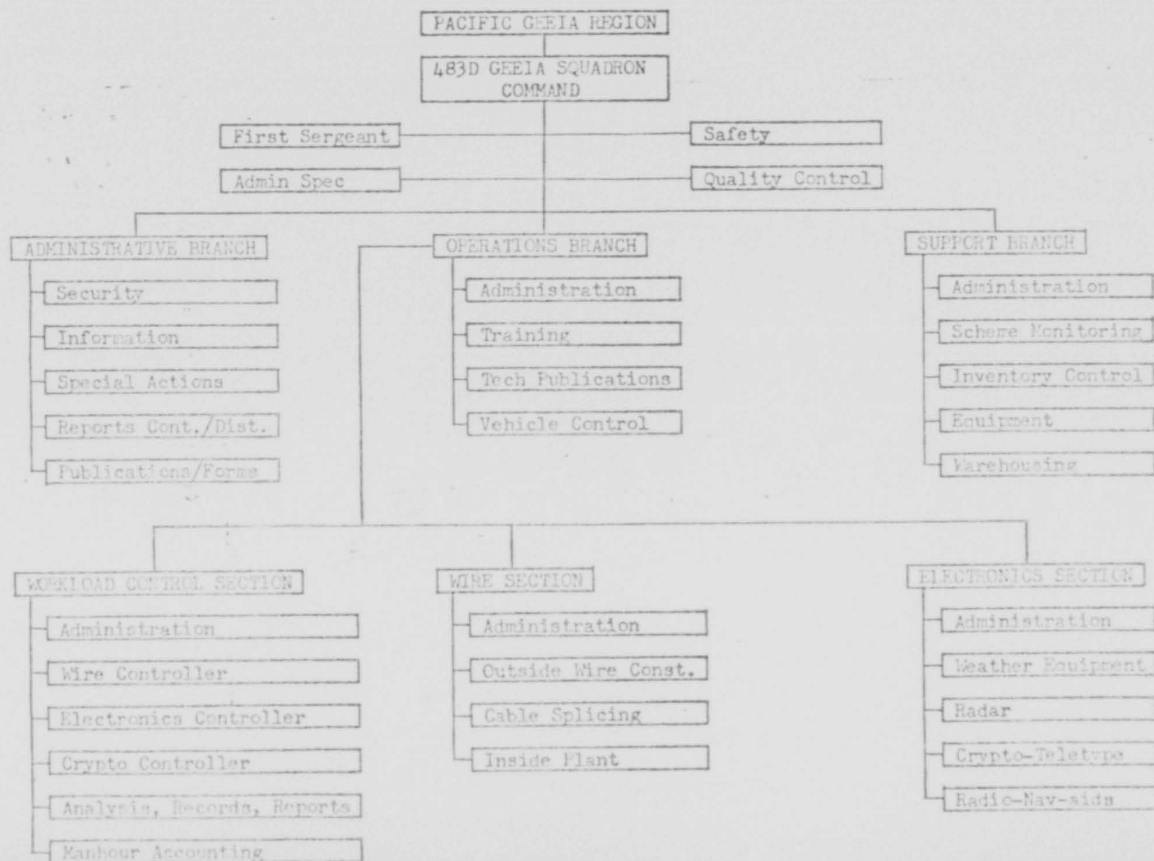 PACIFIC GEEIA REGION
483D GEEIA SQUADRON
COMMAND
First Sergeant
Safety
Admin Spec
Quality Control
ADMINISTRATIVE BRANCH
Security
Information
Special Actions
Reports Cont./Dist.
Publications/Forms
OPERATIONS BRANCH
Administration
Training
Tech Publications
Vehicle Control
SUPPORT BRANCH
Administration
Scheme Monitoring
Inventory Control
Equipment
Warehousing
WORKLOAD CONTROL SECTION
Administration
Wire Controller
Electronics Controller
Crypto Controller
Analysis, Records, Reports
Manhour Accounting
WIRE SECTION
Administration
Outside Wire Const.
Cable Splicing
Inside Plant
ELECTRONICS SECTION
Administration
Weather Equipment
Radar
Crypto-Teletype
Radio-Nav-aids